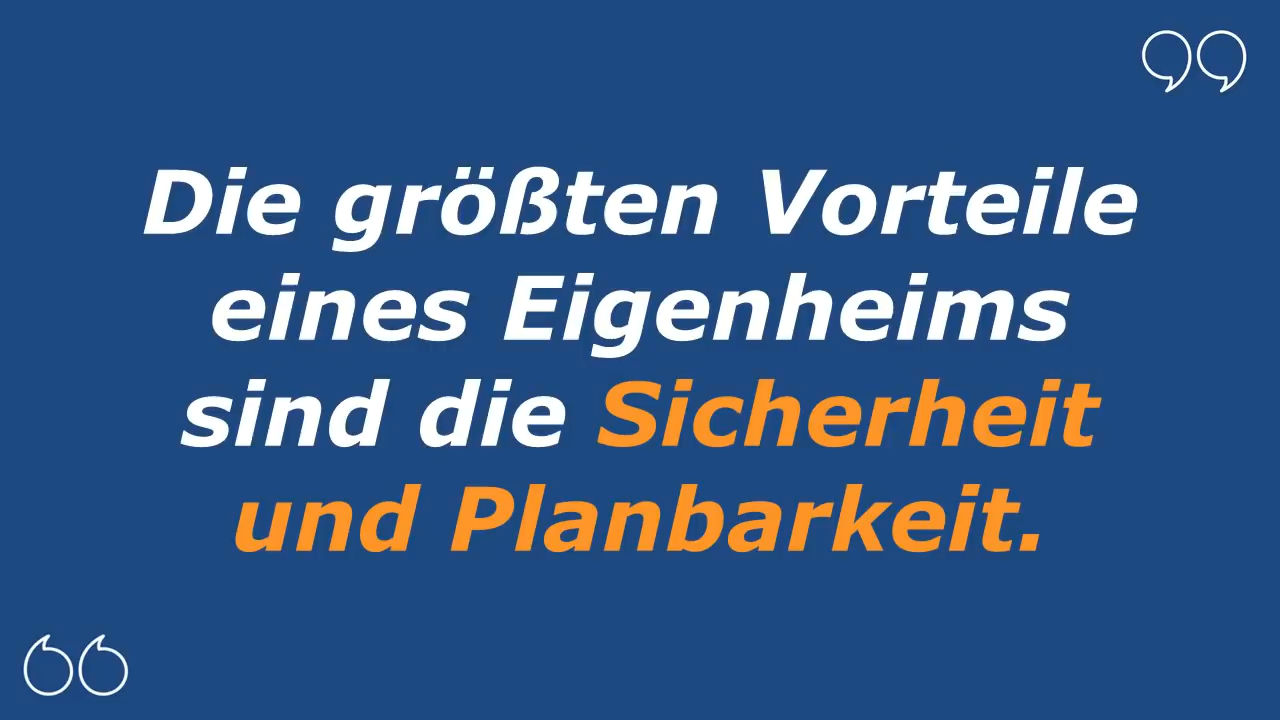 Die größten Vorteile
eines Eigenheims
sind die Sicherheit
und Planbarkeit.